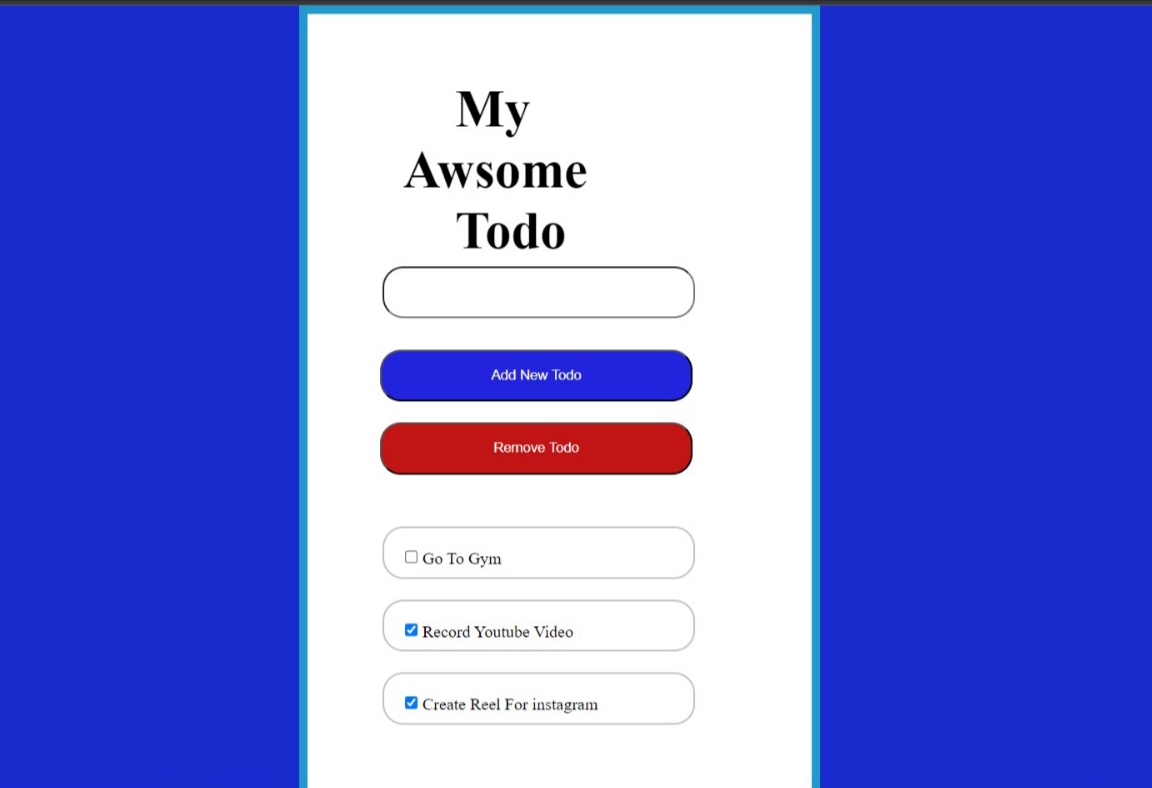 My
Awsome
Todo
Add New Todo
Remove Todo
Go To Gym
Record Youtube Video
Create Reel For instagram